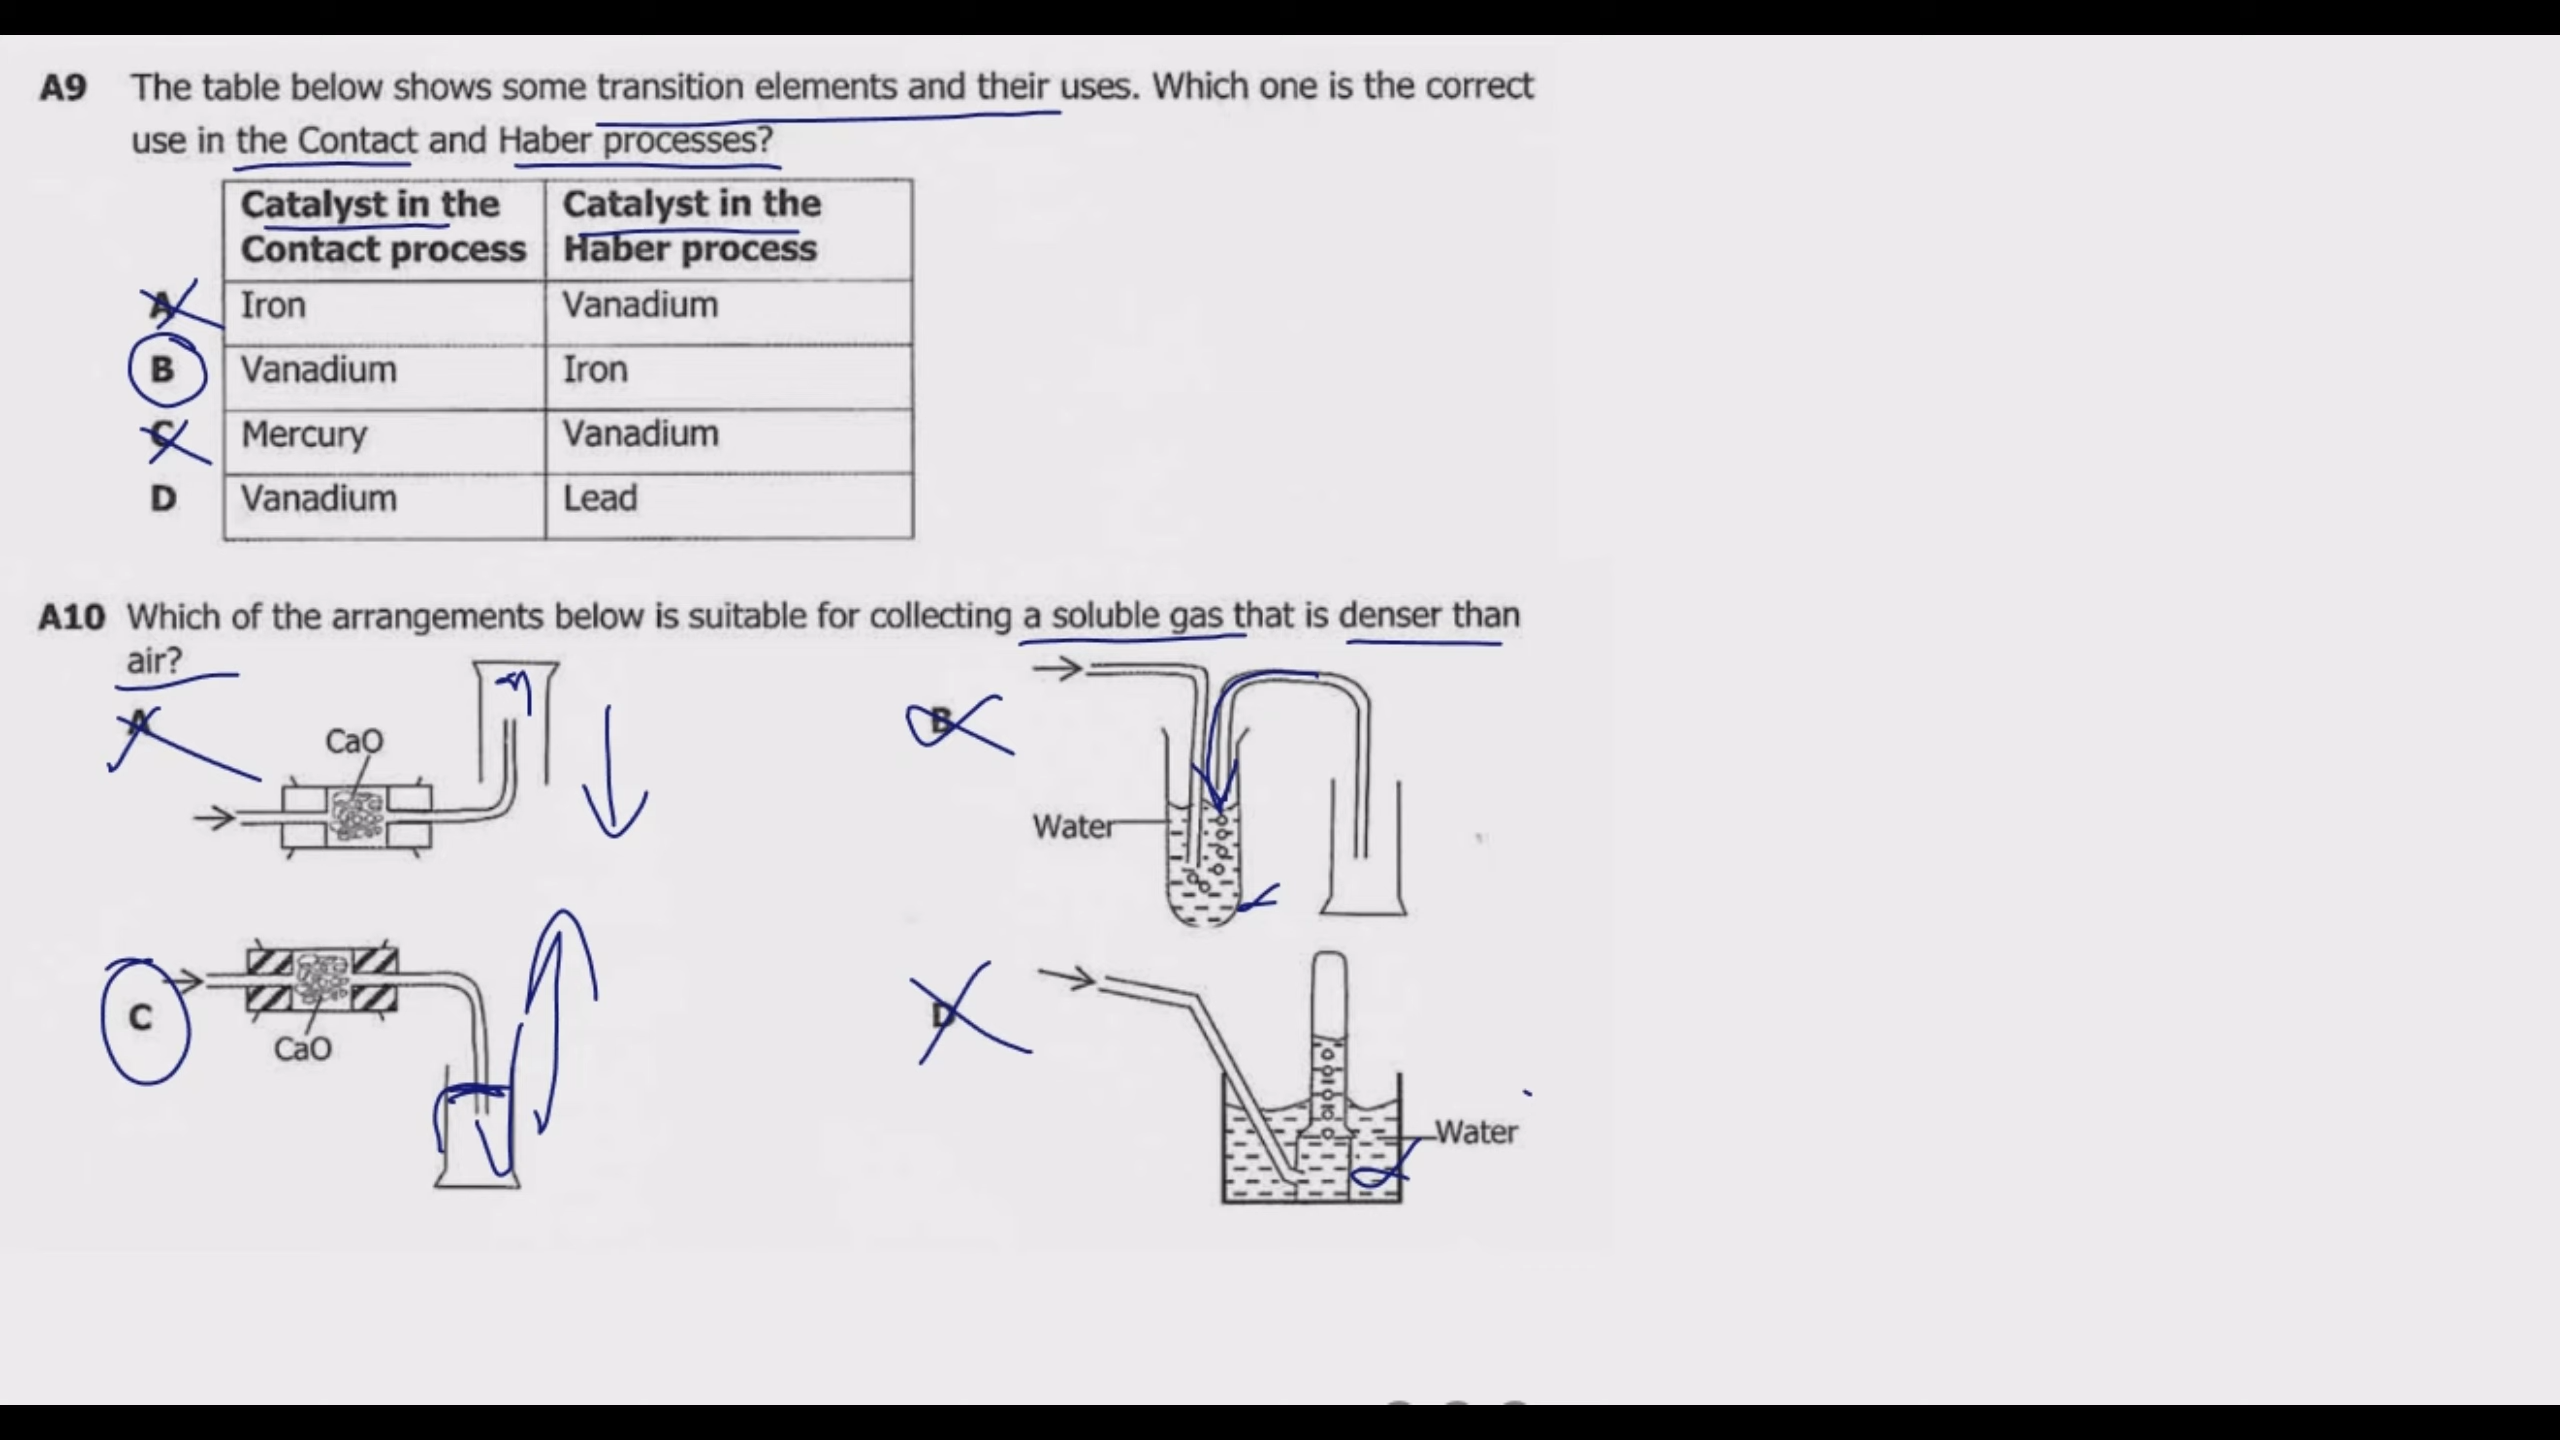 A9 The table below shows some transition elements and their uses. Which one is the correct
use in the Contact and Haber processes?
Catalyst in the Contact process Catalyst in the Haber process
A Iron Vanadium
B Vanadium Iron
C Mercury Vanadium
D Vanadium Lead
A10 Which of the arrangements below is suitable for collecting a soluble gas that is denser than
air?
A
CaO
B
Water
C
CaO
D
Water